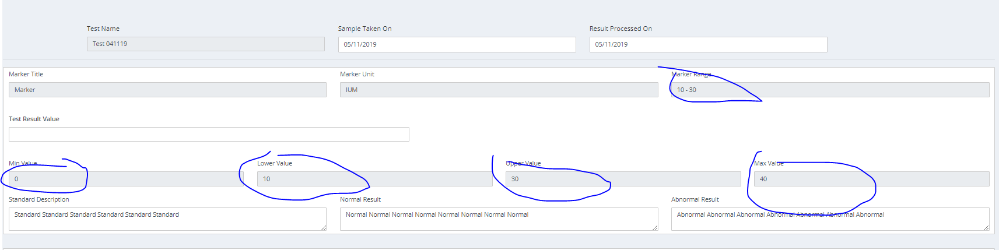 Test Name Sample Taken On Result Processed On
Test 041119 05/11/2019 05/11/2019
Marker Title Marker Unit Marker Range
Marker IUM 10 - 30
Test Result Value
Min Value Lower Value Upper Value Max Value
0 10 30 40
Standard Description Normal Result Abnormal Result
Standard Standard Standard Standard Standard Standard Normal Normal Normal Normal Normal Normal Normal Normal Abnormal Abnormal Abnormal Abnormal Abnormal Abnormal Abnormal